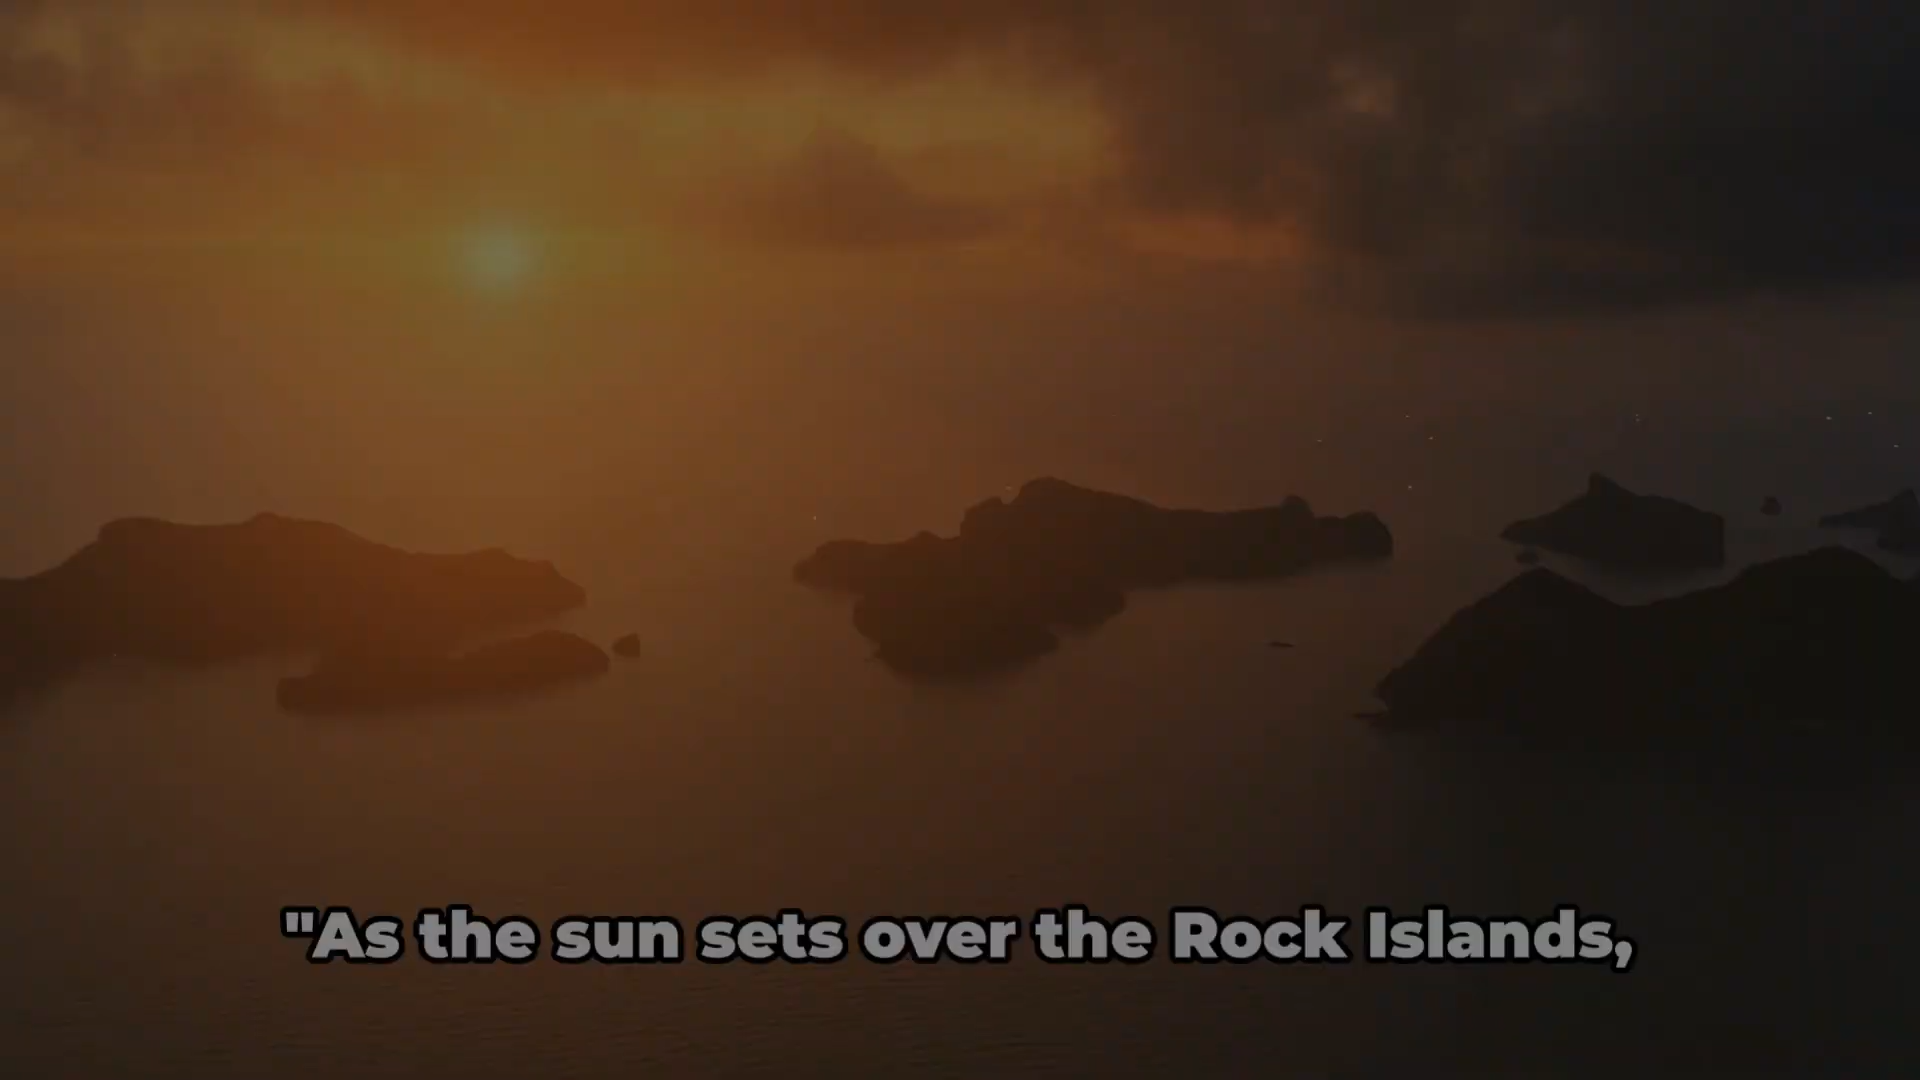 "As the sun sets over the Rock Islands,